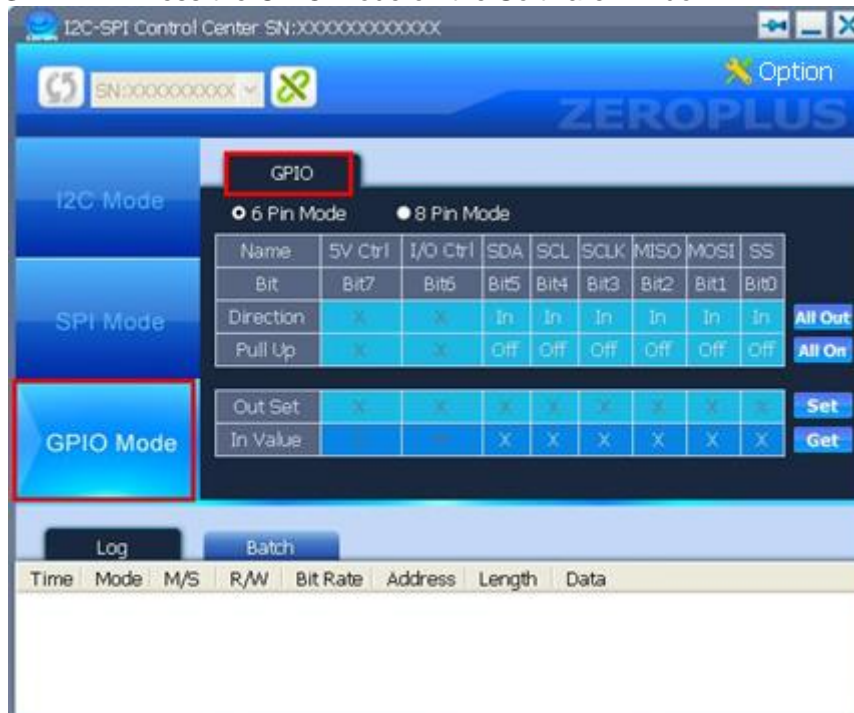 I2C-SPI Control Center SN:XXXXXXXXXXX
SN:XXXXXXXXXX
Option
ZEROPLUS
I2C Mode
SPI Mode
GPIO Mode
GPIO
6 Pin Mode 8 Pin Mode
Name 5V Ctrl I/O Ctrl SDA SCL SCLK MISO MOSI SS
Bit Bit7 Bit6 Bit5 Bit4 Bit3 Bit2 Bit1 Bit0
Direction X X In In In In In In All Out
Pull Up X X Off Off Off Off Off Off All On
Out Set X X X X X X X X Set
In Value X X X X X X Get
Log Batch
Time Mode M/S R/W Bit Rate Address Length Data